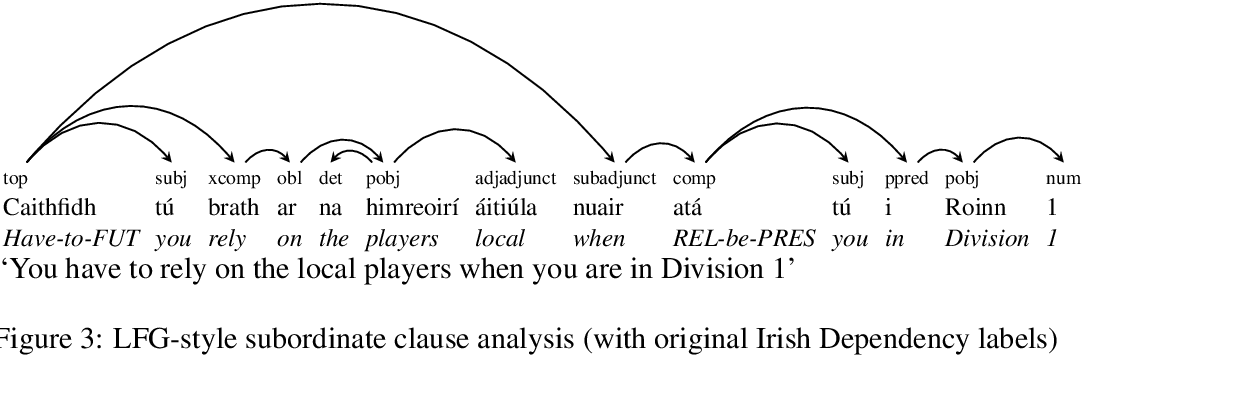 top subj xcomp obl det pobj adjadjunct subadjunct comp subj ppred pobj num
Caithfidh tú brath ar na himreoirí áitiúla nuair atá tú i Roinn 1
Have-to-FUT you rely on the players local when REL-be-PRES you in Division 1
‘You have to rely on the local players when you are in Division 1’
Figure 3: LFG-style subordinate clause analysis (with original Irish Dependency labels)